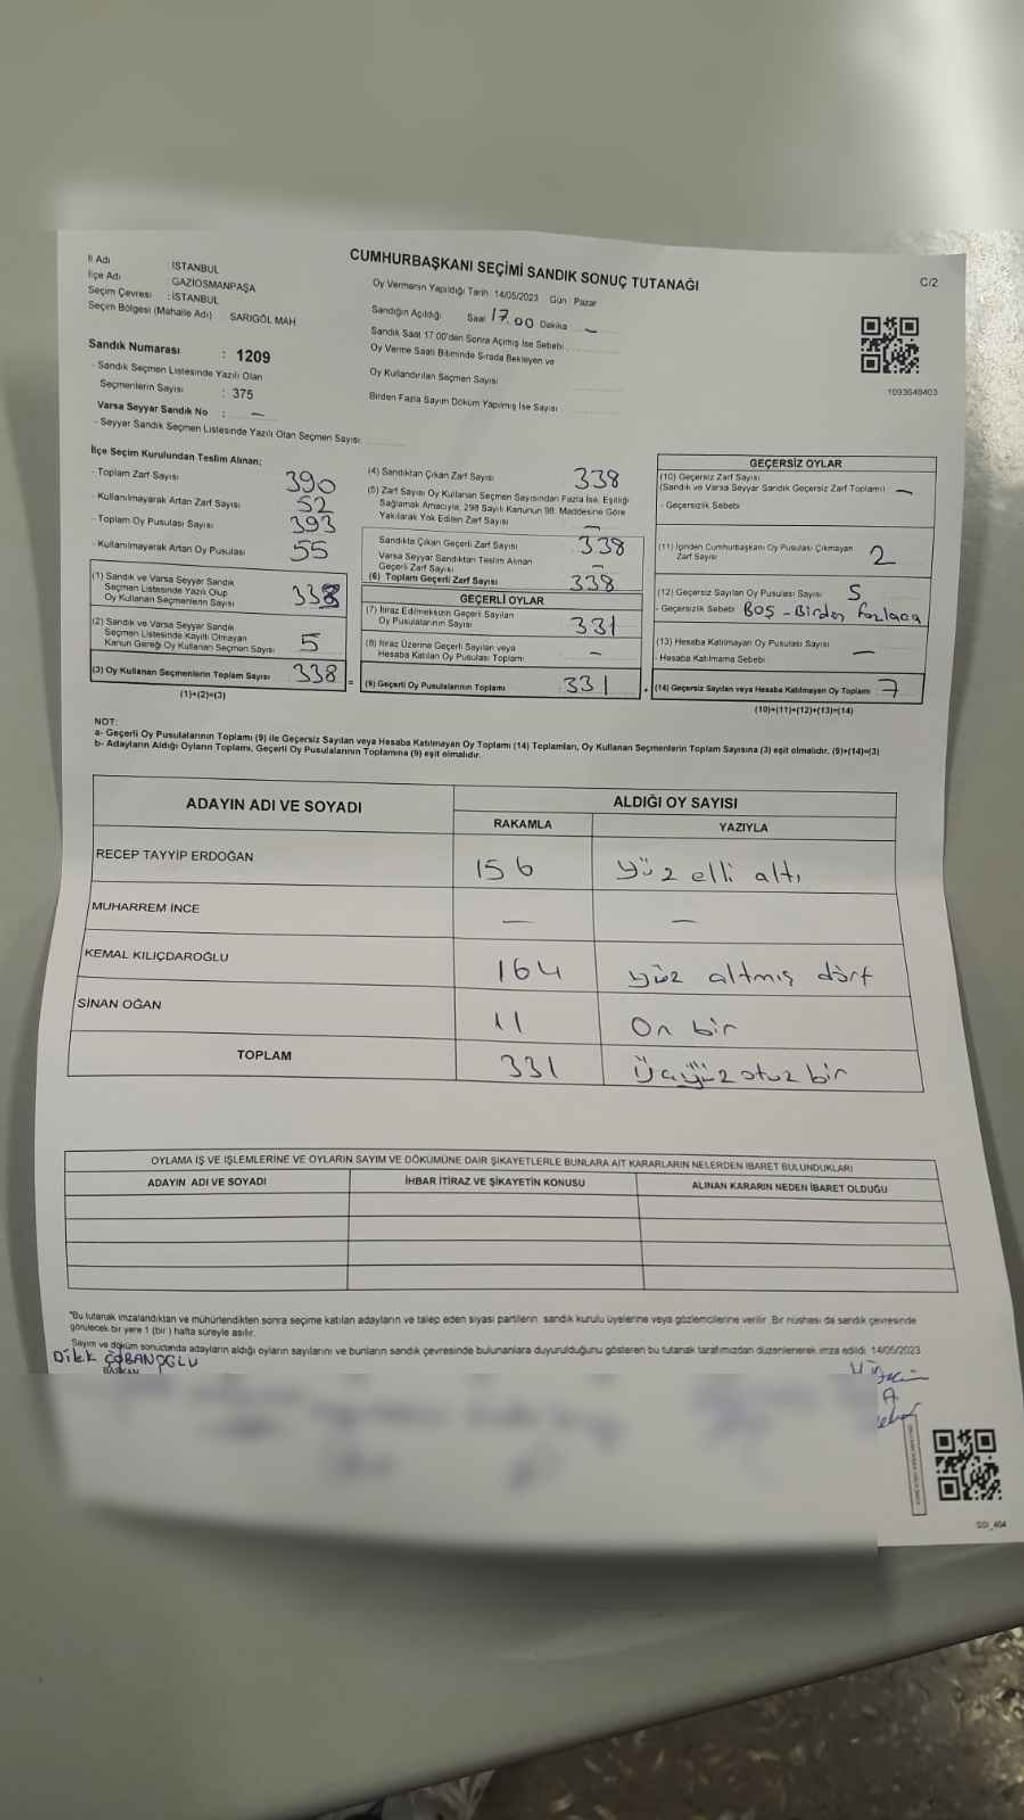 CUMHURBAŞKANI SEÇİMİ SANDIK SONUÇ TUTANAĞI
C/2
İl Adı İSTANBUL
İlçe Adı GAZİOSMANPAŞA
Seçim Çevresi : İSTANBUL
Seçim Bölgesi (Mahalle Adı) SARIGÖL MAH
Sandık Numarası : 1209
- Sandık Seçmen Listesinde Yazılı Olan
Seçmenlerin Sayısı : 375
Varsa Seyyar Sandık No : —
- Seyyar Sandık Seçmen Listesinde Yazılı Olan Seçmen Sayısı:
Oy Vermenin Yapıldığı Tarih: 14/05/2023 Gün: Pazar
Sandığın Açıldığı Saat 17.00 Dakika —
Sandık Saat 17.00'den Sonra Açılmış İse Sebebi
Oy Verme Saati Bitiminde Sırada Bekleyen ve
Oy Kullandırılan Seçmen Sayısı
Birden Fazla Sayım Döküm Yapılmış İse Sayısı
1093649403
İlçe Seçim Kurulundan Teslim Alınan:
- Toplam Zarf Sayısı 390
- Kullanılmayarak Artan Zarf Sayısı 52
- Toplam Oy Pusulası Sayısı 393
- Kullanılmayarak Artan Oy Pusulası 55
(1) Sandık ve Varsa Seyyar Sandık
Seçmen Listesinde Yazılı Olup
Oy Kullanan Seçmenlerin Sayısı
(2) Sandık ve Varsa Seyyar Sandık
Seçmen Listesinde Kayıtlı Olmayan
Kanun Gereği Oy Kullanan Seçmen Sayısı 5
(3) Oy Kullanan Seçmenlerin Toplam Sayısı 338 =
(1)+(2)=(3)
(4) Sandıktan Çıkan Zarf Sayısı 338
(5) Zarf Sayısı Oy Kullanan Seçmen Sayısından Fazla İse, Eşitliği
Sağlamak Amacıyla, 298 Sayılı Kanunun 98. Maddesine Göre
Yakılarak Yok Edilen Zarf Sayısı —
Sandıkta Çıkan Geçerli Zarf Sayısı 338
Varsa Seyyar Sandıktan Teslim Alınan
Geçerli Zarf Sayısı —
(6) Toplam Geçerli Zarf Sayısı 338
GEÇERLİ OYLAR
(7) İtiraz Edilmeksizin Geçerli Sayılan
Oy Pusulalarının Sayısı 331
(8) İtiraz Üzerine Geçerli Sayılan veya
Hesaba Katılan Oy Pusulası Toplamı —
(9) Geçerli Oy Pusulalarının Toplamı 331 +
GEÇERSİZ OYLAR
(10) Geçersiz Zarf Sayısı
(Sandık ve Varsa Seyyar Sandık Geçersiz Zarf Toplamı) —
- Geçersizlik Sebebi
(11) İçinden Cumhurbaşkanı Oy Pusulası Çıkmayan
Zarf Sayısı 2
(12) Geçersiz Sayılan Oy Pusulası Sayısı 5
- Geçersizlik Sebebi BOŞ - Birden fazlaca
(13) Hesaba Katılmayan Oy Pusulası Sayısı —
- Hesaba Katılmama Sebebi
(14) Geçersiz Sayılan veya Hesaba Katılmayan Oy Toplamı 7
(10)+(11)+(12)+(13)=(14)
NOT:
a- Geçerli Oy Pusulalarının Toplamı (9) ile Geçersiz Sayılan veya Hesaba Katılmayan Oy Toplamı (14) Toplamları, Oy Kullanan Seçmenlerin Toplam Sayısına (3) eşit olmalıdır. (9)+(14)=(3)
b- Adayların Aldığı Oyların Toplamı, Geçerli Oy Pusulalarının Toplamına (9) eşit olmalıdır.
ADAYIN ADI VE SOYADI ALDIĞI OY SAYISI
RAKAMLA YAZIYLA
RECEP TAYYİP ERDOĞAN 156 yüz elli altı
MUHARREM İNCE — —
KEMAL KILIÇDAROĞLU 164 yüz altmış dört
SİNAN OĞAN 11 On bir
TOPLAM 331 Üçyüz otuz bir
OYLAMA İŞ VE İŞLEMLERİNE VE OYLARIN SAYIM VE DÖKÜMÜNE DAİR ŞİKAYETLERLE BUNLARA AİT KARARLARIN NELERDEN İBARET BULUNDUKLARI
ADAYIN ADI VE SOYADI İHBAR İTİRAZ VE ŞİKAYETİN KONUSU ALINAN KARARIN NEDEN İBARET OLDUĞU
"Bu tutanak imzalandıktan ve mühürlendikten sonra seçime katılan adayların ve talep eden siyasi partilerin sandık kurulu üyelerine veya gözlemcilerine verilir. Bir nüshası da sandık çevresinde
görülecek bir yere 1 (bir) hafta süreyle asılır.
Sayım ve döküm sonucunda adayların aldığı oyların sayılarını ve bunların sandık çevresinde bulunanlara duyurulduğunu gösteren bu tutanak tarafımızdan düzenlenerek imza edildi. 14/05/2023
Dilek ÇOBANOĞLU
BAŞKAN